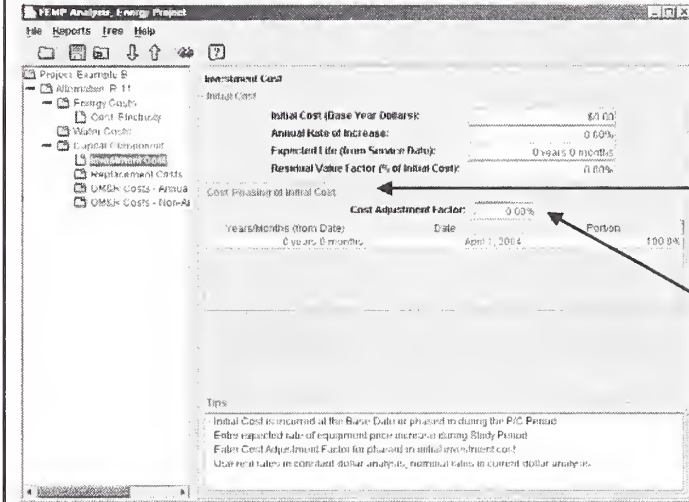 FEMP Analysis, Energy Project
File Reports Tree Help
Project Example B
Alternative R-11
Energy Costs
Cost Electricity
Water Costs
Capital Component
Investment Cost
Replacement Costs
OM&R Costs - Annua
OM&R Costs - Non-An
Investment Cost
Initial Cost
Initial Cost (Base Year Dollars): $0.00
Annual Rate of Increase: 0.00%
Expected Life (from Service Date): 0 years 0 months
Residual Value Factor (% of Initial Cost): 0.00%
Cost Phasing of Initial Cost
Cost Adjustment Factor: 0.00%
Years/Months (from Date) Date Portion
0 years 0 months April 1, 2004 100.0%
Tips
Initial Cost is incurred at the Base Date or phased in during the P/C Period
Enter expected rate of equipment price increase during Study Period
Enter Cost Adjustment Factor for phased in initial investment cost
Use real rates in constant dollar analysis, nominal rates in current dollar analysis